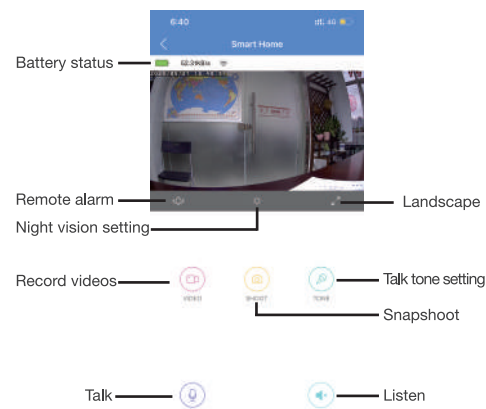 6:40
4G
Smart Home
Battery status
Remote alarm
Landscape
Night vision setting
Record videos
Talk tone setting
VIDEO
SHOOT
TONE
Snapshoot
Talk
Listen